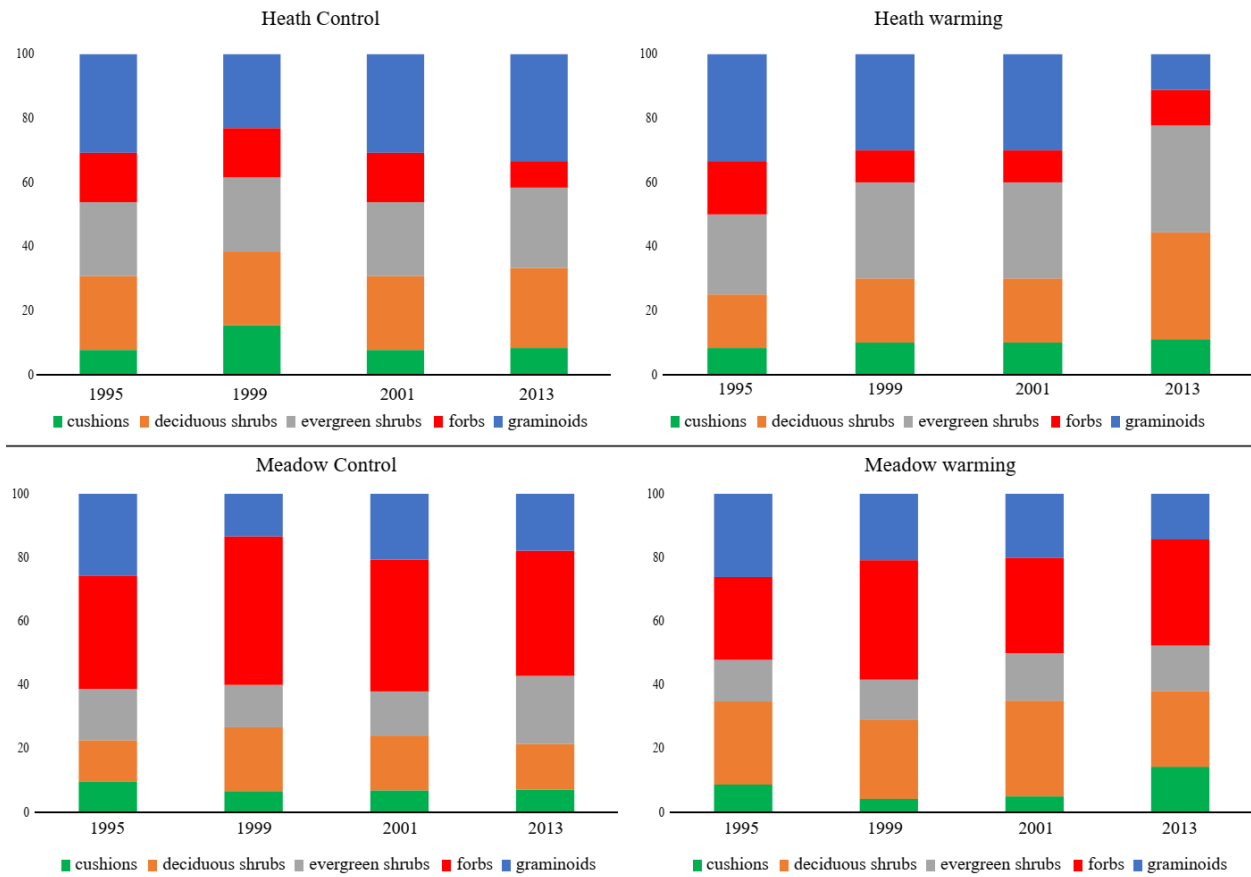 Heath Control
100
80
60
40
20
0
1995 1999 2001 2013
cushions deciduous shrubs evergreen shrubs forbs graminoids
Heath warming
100
80
60
40
20
0
1995 1999 2001 2013
cushions deciduous shrubs evergreen shrubs forbs graminoids
Meadow Control
100
80
60
40
20
0
1995 1999 2001 2013
cushions deciduous shrubs evergreen shrubs forbs graminoids
Meadow warming
100
80
60
40
20
0
1995 1999 2001 2013
cushions deciduous shrubs evergreen shrubs forbs graminoids